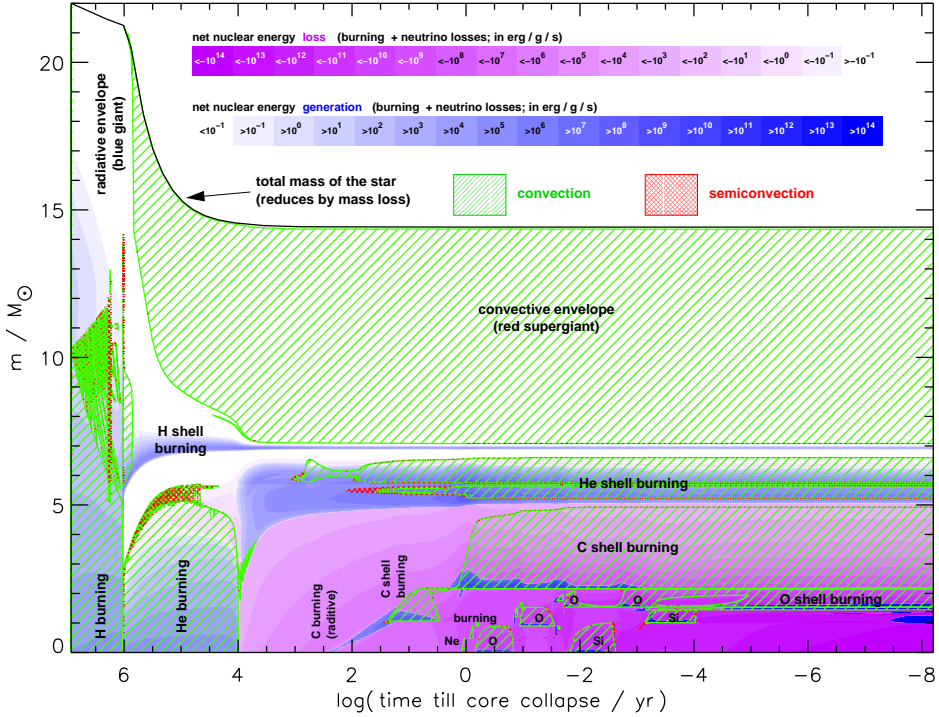 net nuclear energy loss (burning + neutrino losses; in erg / g / s)
<−10^14 <−10^13 <−10^12 <−10^11 <−10^10 <−10^9 <−10^8 <−10^7 <−10^6 <−10^5 <−10^4 <−10^3 <−10^2 <−10^1 <−10^0 <−10^−1 >−10^−1
net nuclear energy generation (burning + neutrino losses; in erg / g / s)
<10^−1 >10^−1 >10^0 >10^1 >10^2 >10^3 >10^4 >10^5 >10^6 >10^7 >10^8 >10^9 >10^10 >10^11 >10^12 >10^13 >10^14
radiative envelope
(blue giant)
total mass of the star
(reduces by mass loss)
convection
semiconvection
convective envelope
(red supergiant)
H shell
burning
He shell burning
C shell burning
C shell
burning
O shell burning
H burning
He burning
C burning
(raditive)
burning
Ne
O
O
O
O
Si
Si
m / M☉
20
15
10
5
0
6 4 2 0 −2 −4 −6 −8
log( time till core collapse / yr )